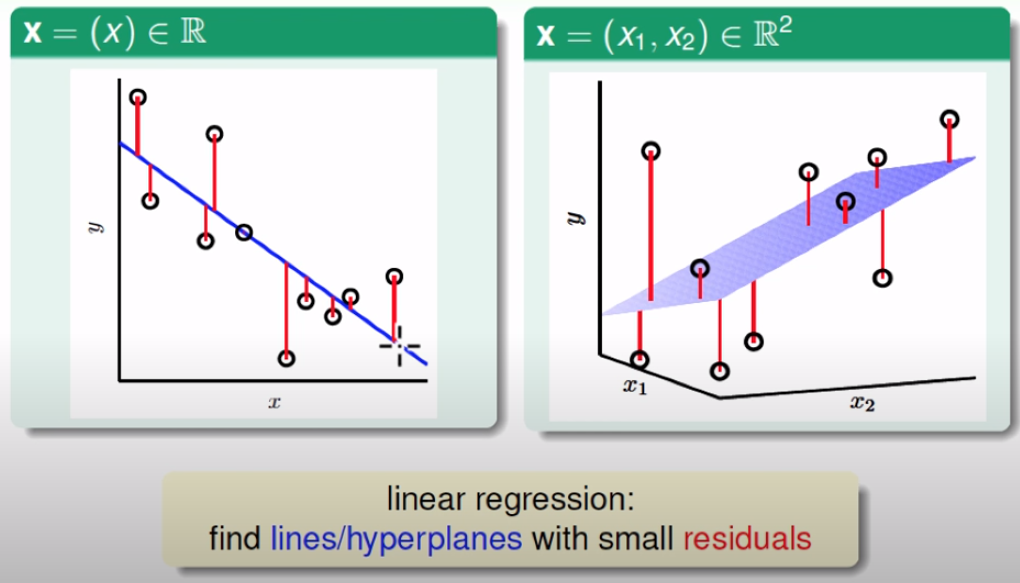 x = (x) ∈ ℝ
y
x
x = (x₁, x₂) ∈ ℝ²
y
x₁
x₂
linear regression:
find lines/hyperplanes with small residuals